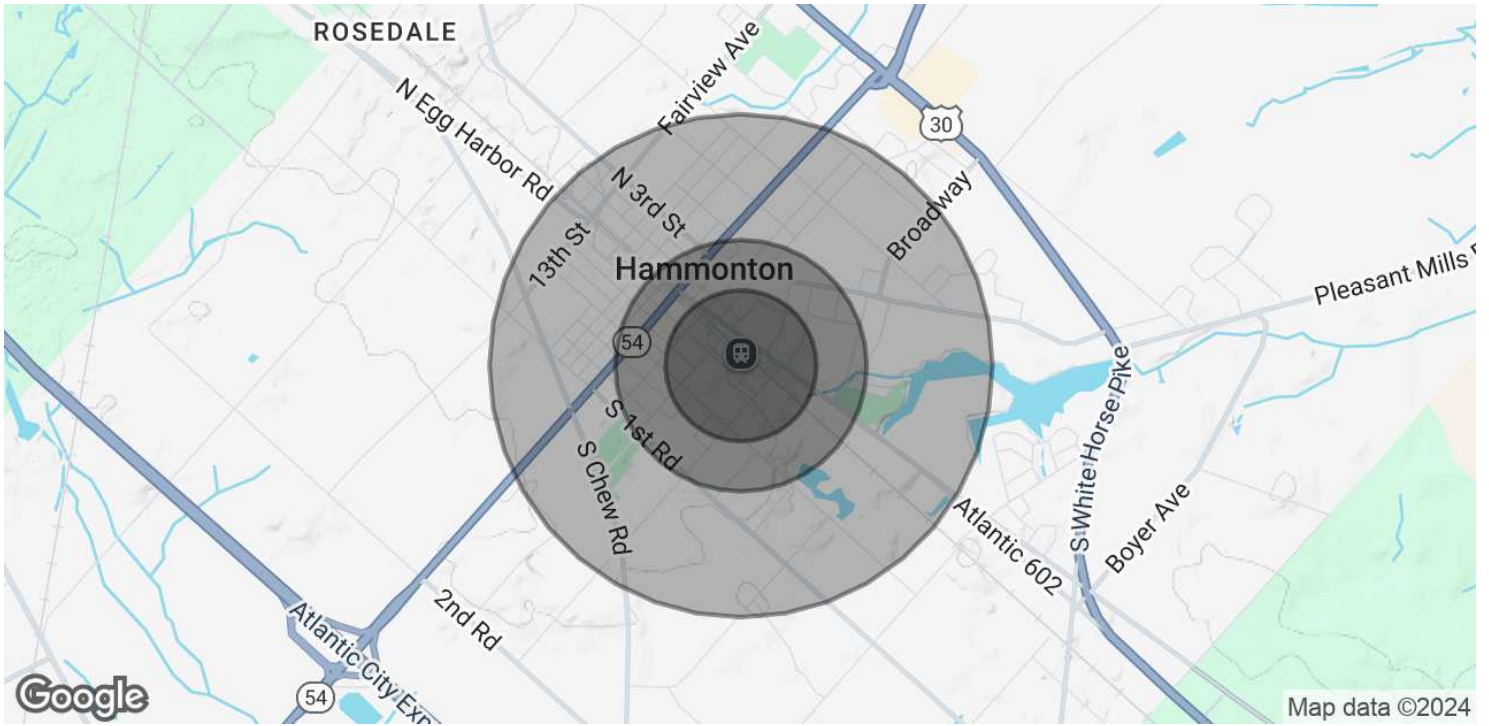 ROSEDALE
Fairview Ave
N Egg Harbor Rd
30
N 3rd St
Broadway
13th St
Hammonton
Pleasant Mills
54
S 1st Rd
S White Horse Pike
S Chew Rd
Boyer Ave
Atlantic 602
2nd Rd
Atlantic City Exp
54
Google
Map data ©2024